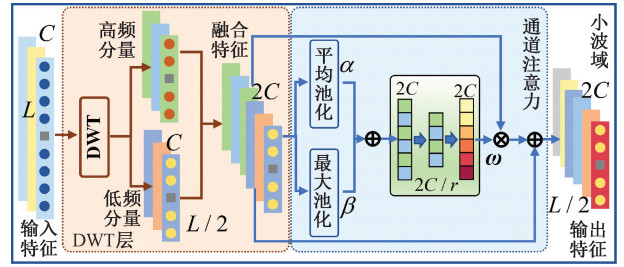 C
L
输入
特征
DWT
高频
分量
C
低频
分量
L/2
DWT层
融合
特征
2C
平均池化
α
最大池化
β
2C
2C
2C/r
ω
通道注意力
小波域
2C
L/2
输出
特征